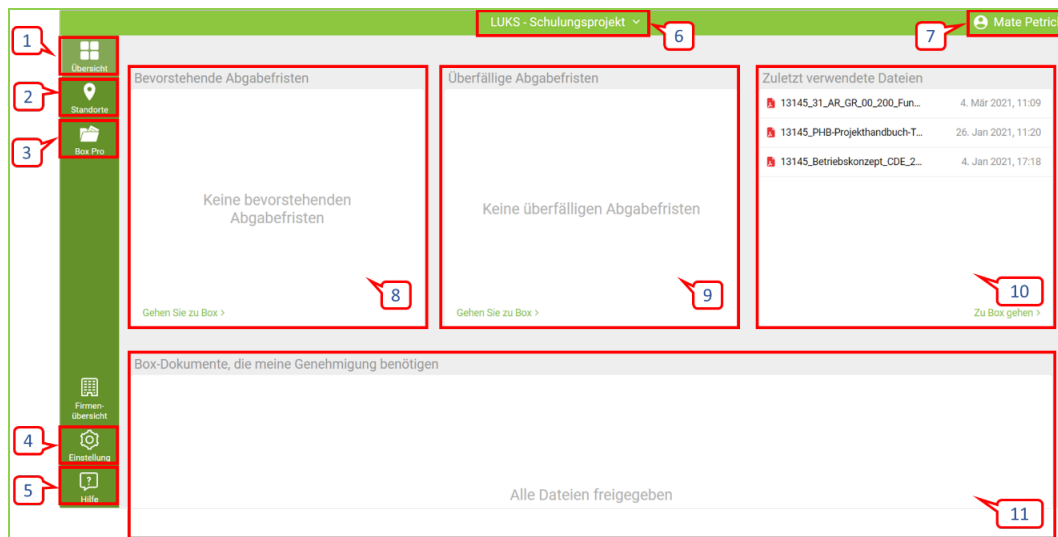 LUKS - Schulungsprojekt
6
7
Mate Petric
1
Übersicht
2
Standorte
3
Box Pro
Firmen-
übersicht
4
Einstellung
5
Hilfe
Bevorstehende Abgabefristen
Keine bevorstehenden
Abgabefristen
8
Gehen Sie zu Box >
Überfällige Abgabefristen
Keine überfälligen Abgabefristen
9
Gehen Sie zu Box >
Zuletzt verwendete Dateien
13145_31_AR_GR_00_200_Fun... 4. Mär 2021, 11:09
13145_PHB-Projekthandbuch-T... 26. Jan 2021, 11:20
13145_Betriebskonzept_CDE_2... 4. Jan 2021, 17:18
10
Zu Box gehen >
Box-Dokumente, die meine Genehmigung benötigen
Alle Dateien freigegeben
11